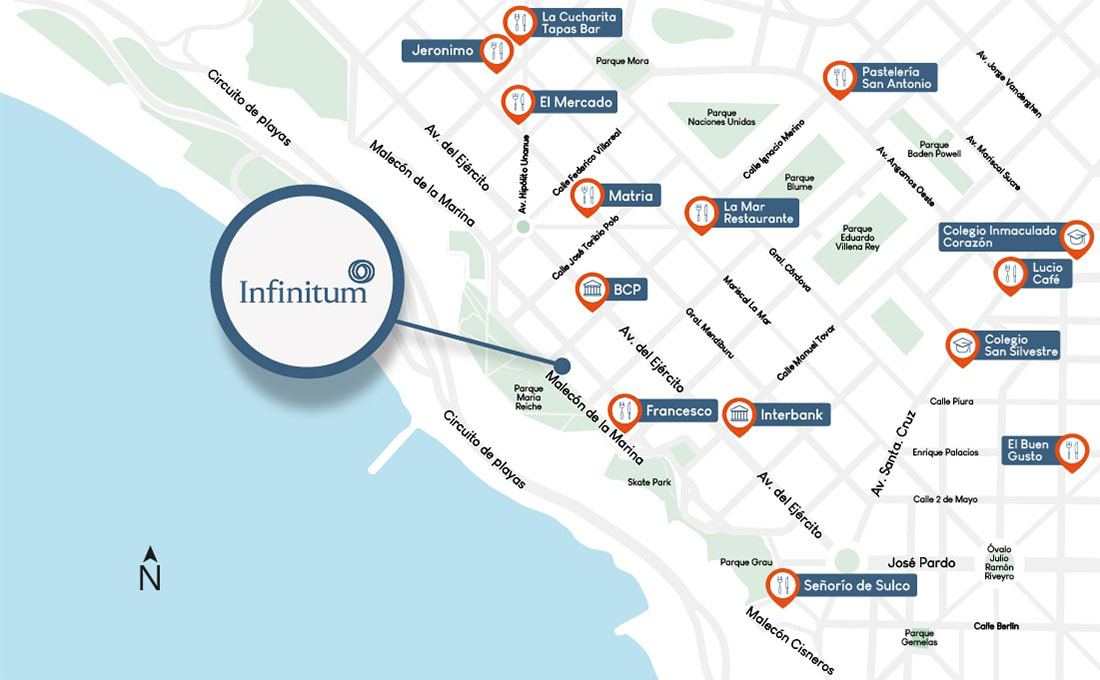 La Cucharita
Tapas Bar
Jeronimo
Parque Mora
El Mercado
Pastelería
San Antonio
Av. Jorge Vanderghen
Circuito de playas
Av. del Ejército
Malecón de la Marina
Av. Hipólito Unanue
Calle Federico Villareal
Parque
Naciones Unidas
Calle Ignacio Merino
Parque
Baden Powell
Av. Mariscal Sucre
Av. Angamos Oeste
Parque
Blume
Matria
La Mar
Restaurante
Calle José Toribio Polo
Parque
Eduardo
Villena Rey
Colegio Inmaculado
Corazón
Lucio
Café
Gral. Córdova
Infinitum
BCP
Mariscal La Mar
Gral. Mendiburu
Calle Manuel Tovar
Av. del Ejército
Colegio
San Silvestre
Parque
Maria
Reiche
Malecón de la Marina
Francesco
Interbank
Calle Piura
Av. Santa. Cruz
Circuito de playas
El Buen
Gusto
Enrique Palacios
Skate Park
Av. del Ejército
Calle 2 de Mayo
N
Parque Grau
José Pardo
Óvalo
Julio
Ramón
Riveyro
Señorío de Sulco
Malecón Cisneros
Calle Berlín
Parque
Gemelas